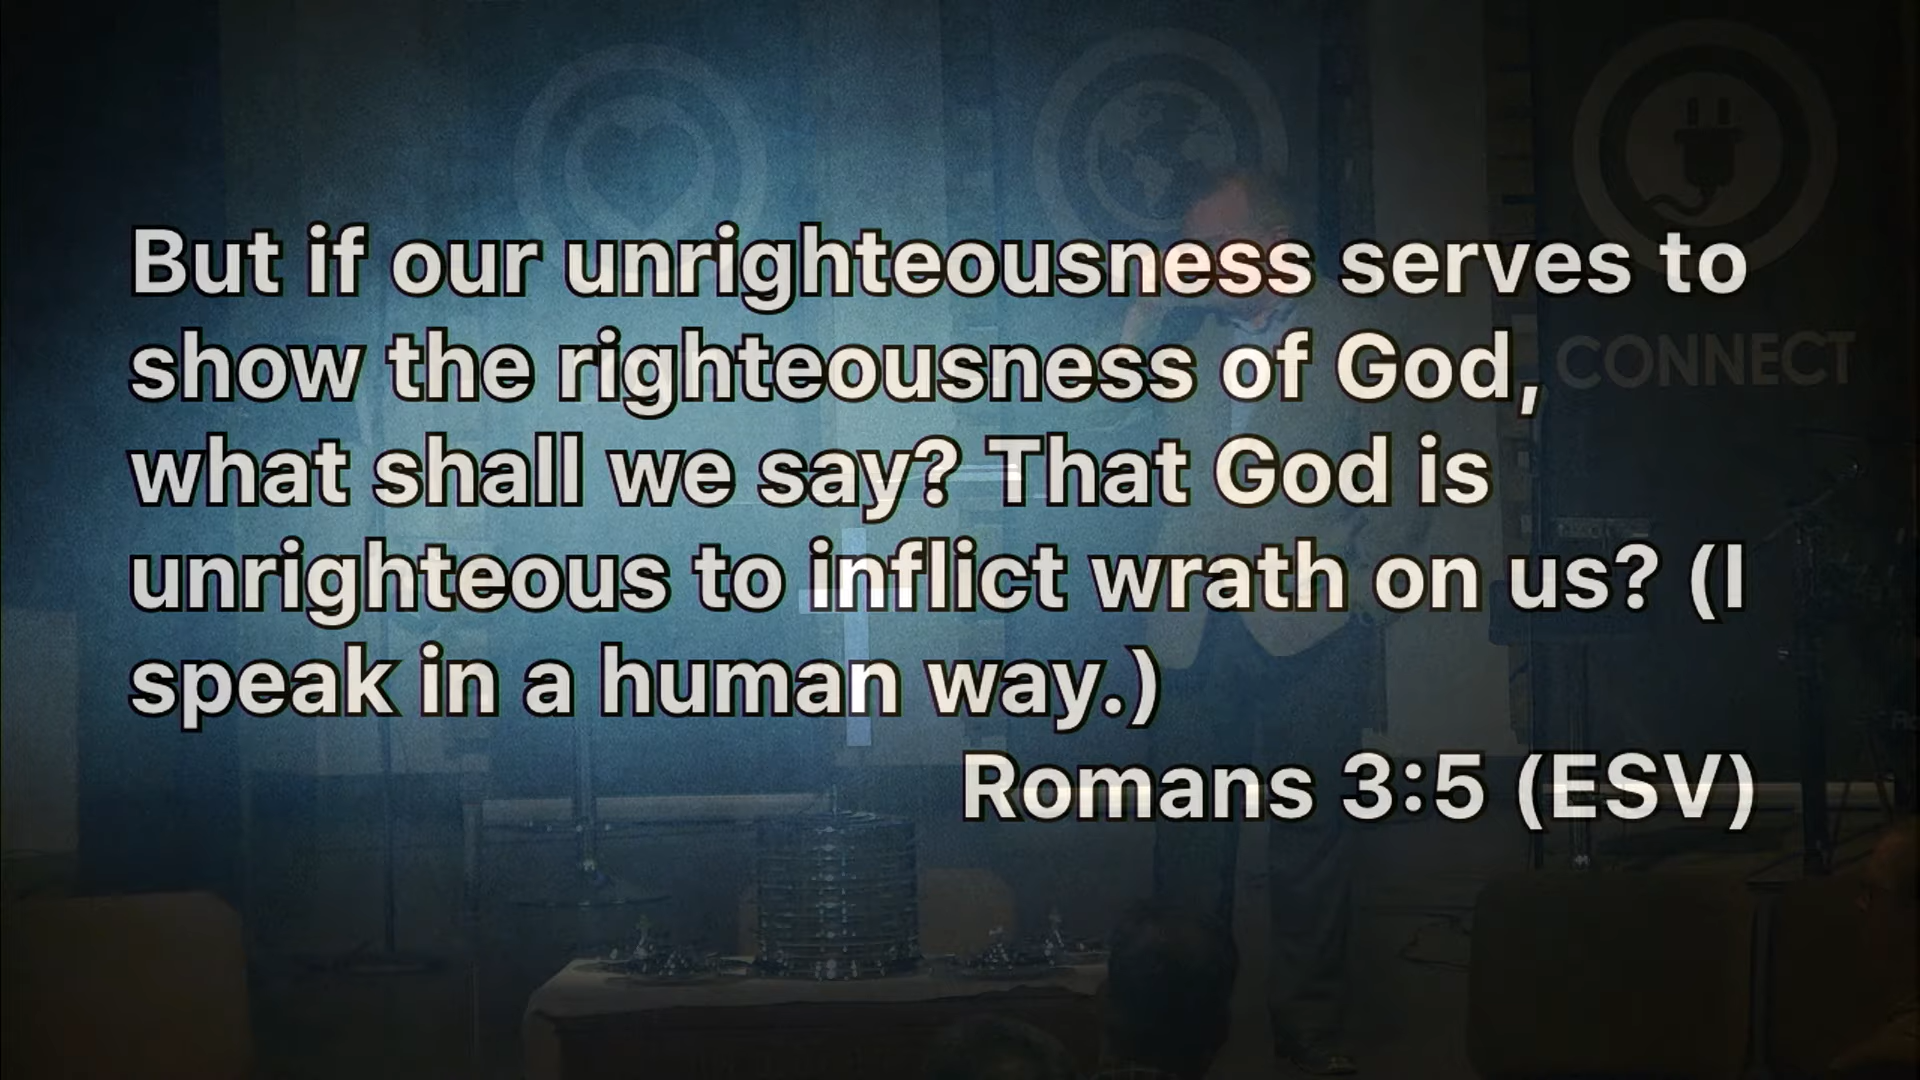 But if our unrighteousness serves to
show the righteousness of God,
what shall we say? That God is
unrighteous to inflict wrath on us? (I
speak in a human way.)
Romans 3:5 (ESV)
CONNECT